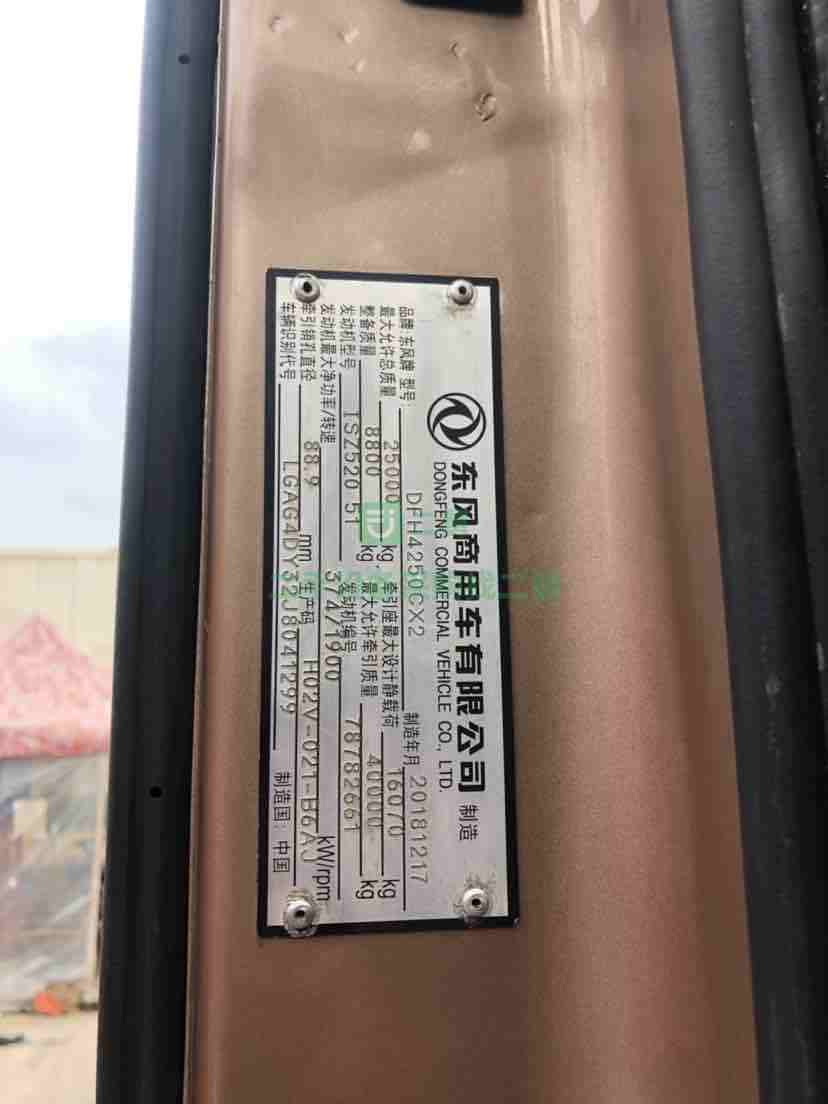 东风商用车有限公司 制造
DONGFENG COMMERCIAL VEHICLE CO., LTD.
品牌:东风牌 型号: DFH4250CX2 制造年月 20181217
最大允许总质量 25000 kg 牵引座最大设计静载荷 16070 kg
整备质量 8800 kg 最大允许牵引质量 40000 kg
发动机型号 ISZ520 51 发动机编号 78782661
发动机最大净功率/转速 374/1900 kW/rpm
牵引销孔直径 88.9 mm 生产码 H02V-021-B6AJ
车辆识别代号 LGAG4DY32J8041299 制造国:中国